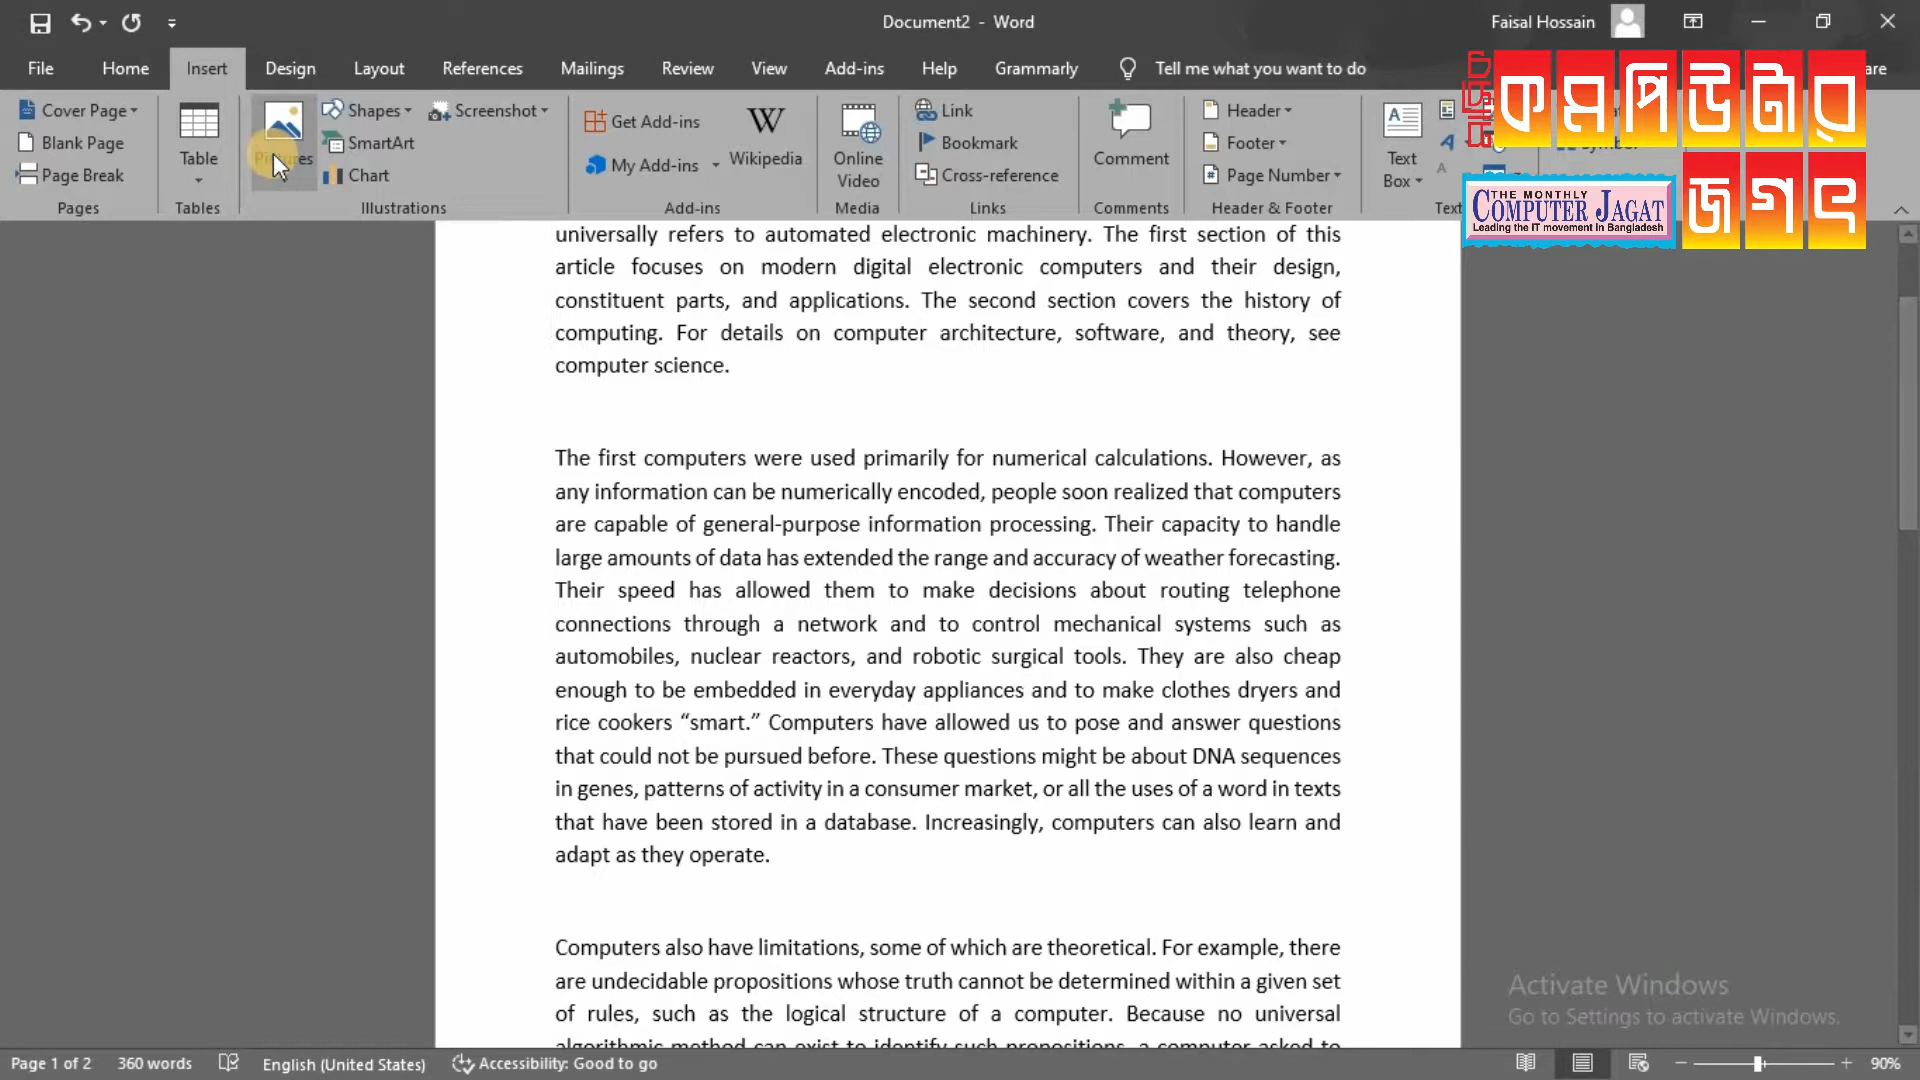 Document2 - Word
Faisal Hossain
File Home Insert Design Layout References Mailings Review View Add-ins Help Grammarly Tell me what you want to do
Cover Page
Blank Page
Page Break
Pages
Table
Tables
Pictures
Shapes
SmartArt
Chart
Screenshot
Illustrations
Get Add-ins
My Add-ins
Wikipedia
Add-ins
Online
Video
Media
Link
Bookmark
Cross-reference
Links
Comment
Comments
Header
Footer
Page Number
Header & Footer
Text
Box
Text
কমপিউটার
জগৎ
THE MONTHLY
COMPUTER JAGAT
Leading the IT movement in Bangladesh
universally refers to automated electronic machinery. The first section of this
article focuses on modern digital electronic computers and their design,
constituent parts, and applications. The second section covers the history of
computing. For details on computer architecture, software, and theory, see
computer science.
The first computers were used primarily for numerical calculations. However, as
any information can be numerically encoded, people soon realized that computers
are capable of general-purpose information processing. Their capacity to handle
large amounts of data has extended the range and accuracy of weather forecasting.
Their speed has allowed them to make decisions about routing telephone
connections through a network and to control mechanical systems such as
automobiles, nuclear reactors, and robotic surgical tools. They are also cheap
enough to be embedded in everyday appliances and to make clothes dryers and
rice cookers “smart.” Computers have allowed us to pose and answer questions
that could not be pursued before. These questions might be about DNA sequences
in genes, patterns of activity in a consumer market, or all the uses of a word in texts
that have been stored in a database. Increasingly, computers can also learn and
adapt as they operate.
Computers also have limitations, some of which are theoretical. For example, there
are undecidable propositions whose truth cannot be determined within a given set
of rules, such as the logical structure of a computer. Because no universal
algorithmic method can exist to identify such propositions, a computer asked to
Activate Windows
Go to Settings to activate Windows.
Page 1 of 2 360 words English (United States) Accessibility: Good to go 90%